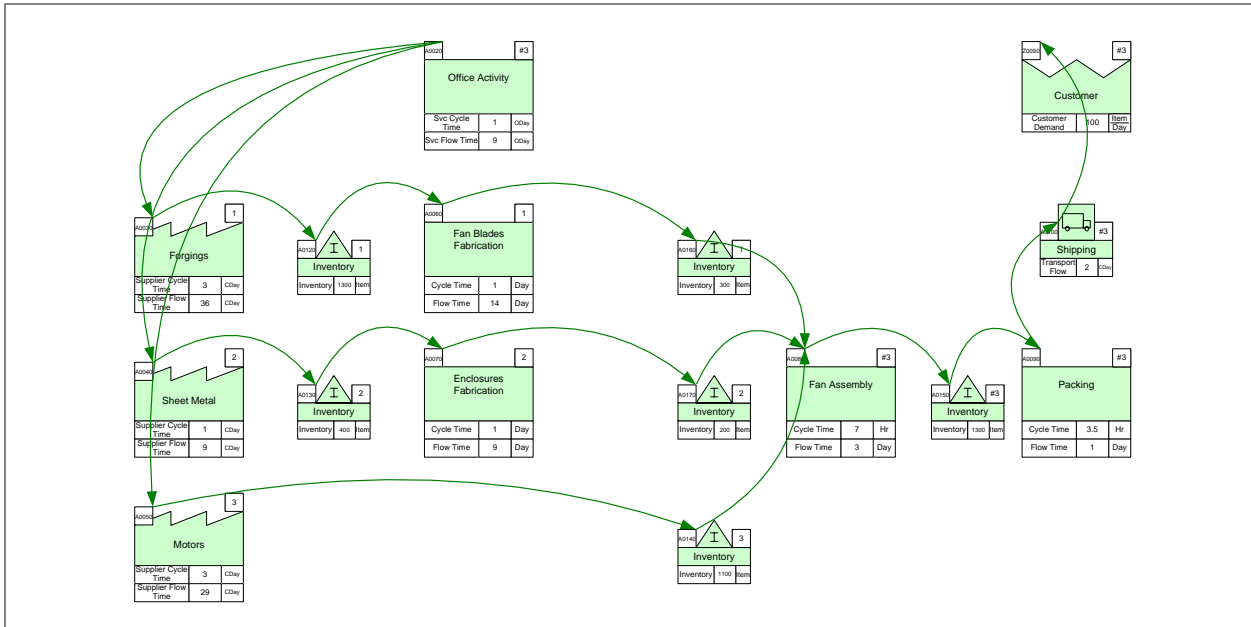 A0020 #3
Office Activity
Svc Cycle
Time 1 ODay
Svc Flow Time 9 ODay
Z0090 #3
Customer
Customer
Demand 100 Item
Day
A0030 1
Forgings
Supplier Cycle
Time 3 CDay
Supplier Flow
Time 36 CDay
A0120 1
I
Inventory
Inventory 1300 Item
A0060 1
Fan Blades
Fabrication
Cycle Time 1 Day
Flow Time 14 Day
A0160 1
I
Inventory
Inventory 300 Item
#3
Shipping
Transport
Flow 2 CDay
A0040 2
Sheet Metal
Supplier Cycle
Time 1 CDay
Supplier Flow
Time 9 CDay
A0130 2
I
Inventory
Inventory 400 Item
A0070 2
Enclosures
Fabrication
Cycle Time 1 Day
Flow Time 9 Day
A0170 2
I
Inventory
Inventory 200 Item
#3
Fan Assembly
Cycle Time 7 Hr
Flow Time 3 Day
A0150 #3
I
Inventory
Inventory 1300 Item
A0090 #3
Packing
Cycle Time 3.5 Hr
Flow Time 1 Day
A0050 3
Motors
Supplier Cycle
Time 3 CDay
Supplier Flow
Time 29 CDay
A0140 3
I
Inventory
Inventory 1100 Item